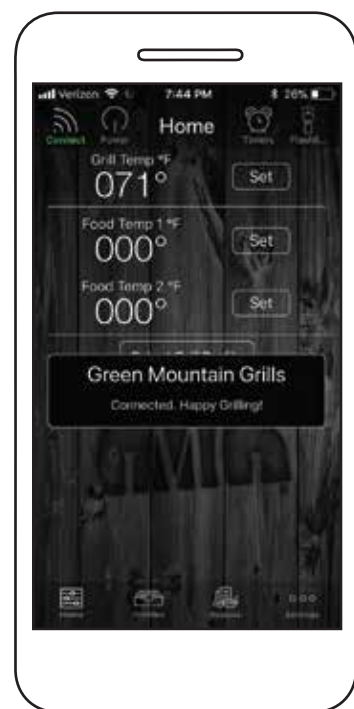 Verizon 7:44 PM 26%
Connect Power Home Timers
Grill Temp °F
071° Set
Food Temp 1 °F
000° Set
Food Temp 2 °F
000° Set
Green Mountain Grills
Connected. Happy Grilling!
GMG